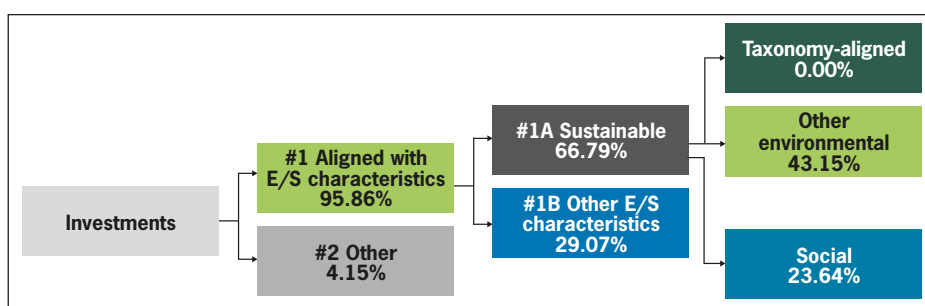 Investments
#1 Aligned with
E/S characteristics
95.86%
#2 Other
4.15%
#1A Sustainable
66.79%
#1B Other E/S
characteristics
29.07%
Taxonomy-aligned
0.00%
Other
environmental
43.15%
Social
23.64%